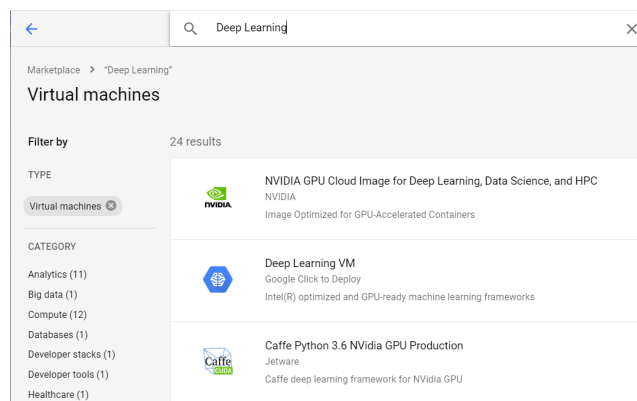 Deep Learning
Marketplace > "Deep Learning"
Virtual machines
Filter by
24 results
TYPE
Virtual machines
CATEGORY
Analytics (11)
Big data (1)
Compute (12)
Databases (1)
Developer stacks (1)
Developer tools (1)
Healthcare (1)
NVIDIA.
NVIDIA GPU Cloud Image for Deep Learning, Data Science, and HPC
NVIDIA
Image Optimized for GPU-Accelerated Containers
Deep Learning VM
Google Click to Deploy
Intel(R) optimized and GPU-ready machine learning frameworks
Caffe
CUDA
Caffe Python 3.6 NVidia GPU Production
Jetware
Caffe deep learning framework for NVidia GPU